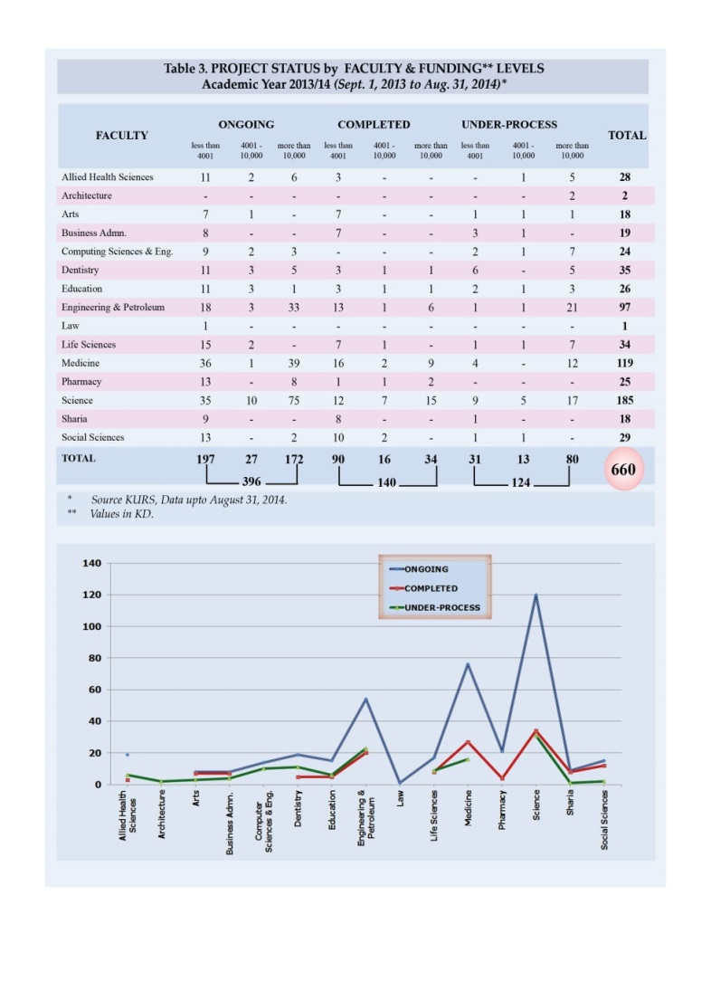 Table 3. PROJECT STATUS by FACULTY & FUNDING** LEVELS
Academic Year 2013/14 (Sept. 1, 2013 to Aug. 31, 2014)*
FACULTY ONGOING COMPLETED UNDER-PROCESS TOTAL
less than 4001 4001 - 10,000 more than 10,000 less than 4001 4001 - 10,000 more than 10,000 less than 4001 4001 - 10,000 more than 10,000
Allied Health Sciences 11 2 6 3 - - - 1 5 28
Architecture - - - - - - - - 2 2
Arts 7 1 - 7 - - 1 1 1 18
Business Admn. 8 - - 7 - - 3 1 - 19
Computing Sciences & Eng. 9 2 3 - - - 2 1 7 24
Dentistry 11 3 5 3 1 1 6 - 5 35
Education 11 3 1 3 1 1 2 1 3 26
Engineering & Petroleum 18 3 33 13 1 6 1 1 21 97
Law 1 - - - - - - - - 1
Life Sciences 15 2 - 7 1 - 1 1 7 34
Medicine 36 1 39 16 2 9 4 - 12 119
Pharmacy 13 - 8 1 1 2 - - - 25
Science 35 10 75 12 7 15 9 5 17 185
Sharia 9 - - 8 - - 1 - - 18
Social Sciences 13 - 2 10 2 - 1 1 - 29
TOTAL 197 27 172 90 16 34 31 13 80 660
396 140 124
* Source KURS, Data upto August 31, 2014.
** Values in KD.
ONGOING
COMPLETED
UNDER-PROCESS
140
120
100
80
60
40
20
0
Allied Health
Sciences
Architecture
Arts
Business Admn.
Computer
Sciences & Eng.
Dentistry
Education
Engineering &
Petroleum
Law
Life Sciences
Medicine
Pharmacy
Science
Sharia
Social Sciences